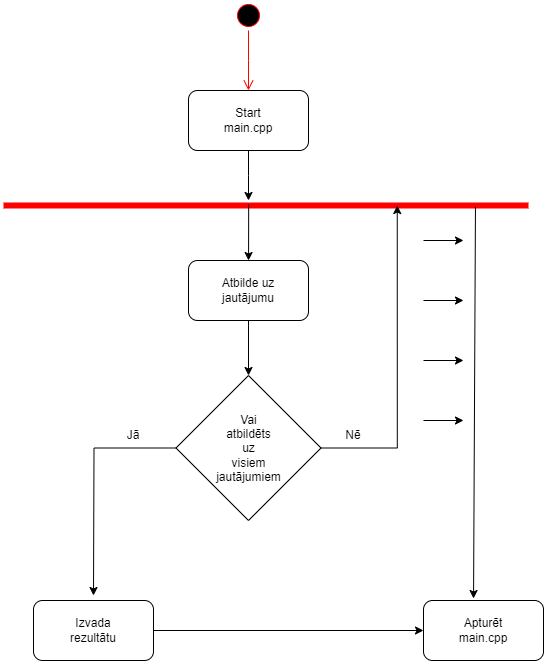 Start
main.cpp
Atbilde uz
jautājumu
Vai
atbildēts
uz
visiem
jautājumiem
Jā
Nē
Izvada
rezultātu
Apturēt
main.cpp